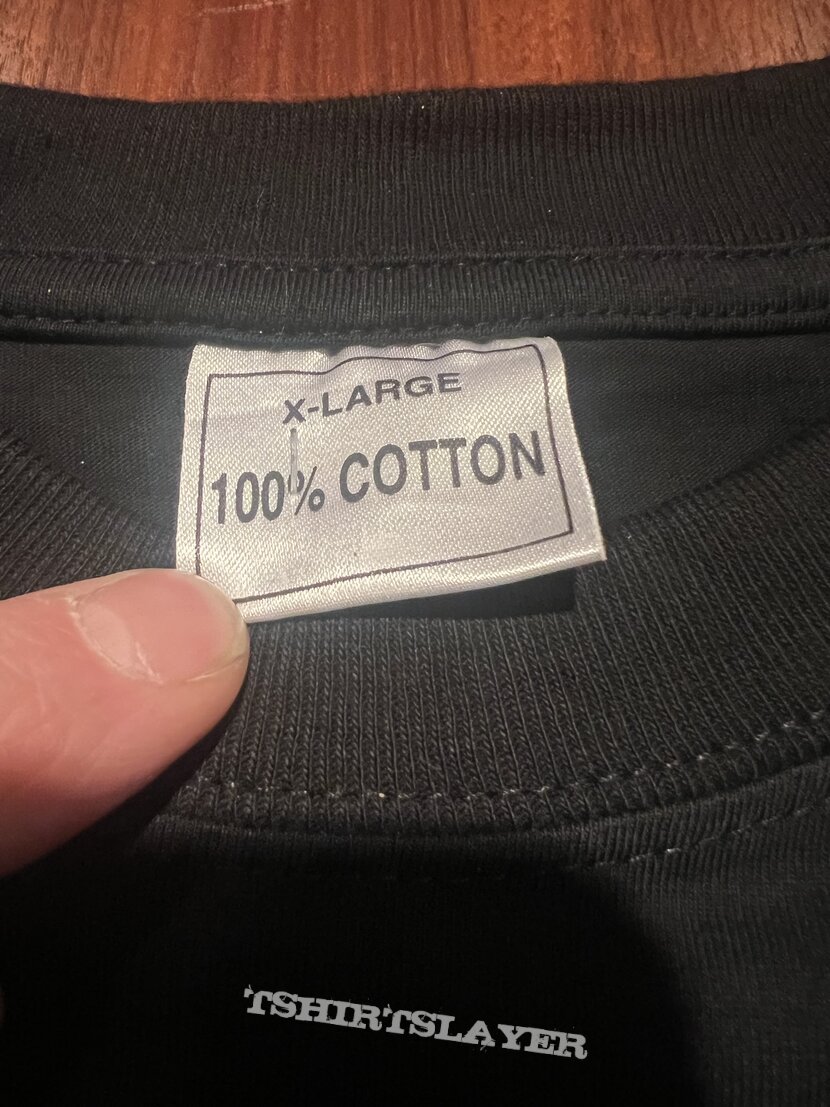 X-LARGE
100% COTTON
TSHIRTSLAYER